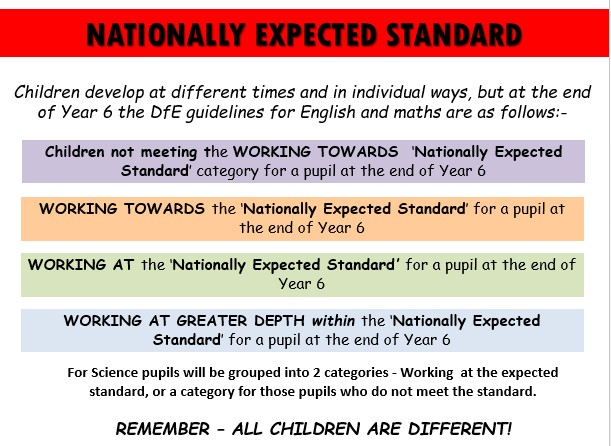 NATIONALLY EXPECTED STANDARD
Children develop at different times and in individual ways, but at the end
of Year 6 the DfE guidelines for English and maths are as follows:-
Children not meeting the WORKING TOWARDS 'Nationally Expected
Standard' category for a pupil at the end of Year 6
WORKING TOWARDS the 'Nationally Expected Standard' for a pupil at
the end of Year 6
WORKING AT the 'Nationally Expected Standard' for a pupil at the end of
Year 6
WORKING AT GREATER DEPTH within the 'Nationally Expected
Standard' for a pupil at the end of Year 6
For Science pupils will be grouped into 2 categories - Working at the expected
standard, or a category for those pupils who do not meet the standard.
REMEMBER – ALL CHILDREN ARE DIFFERENT!